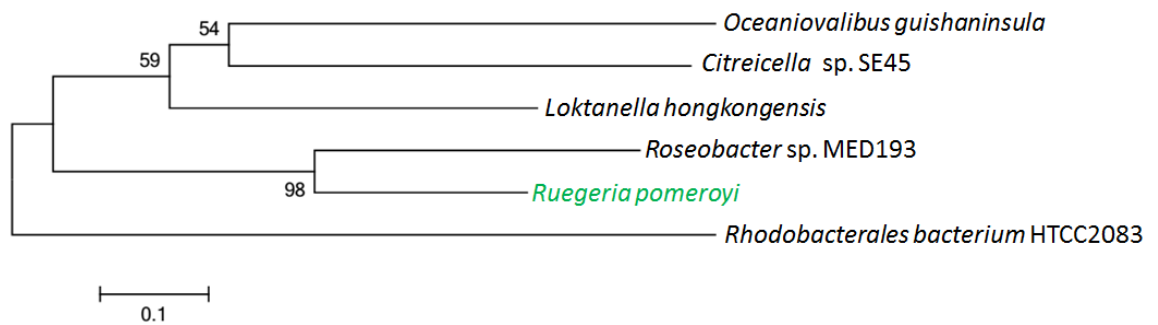 Oceaniovalibus guishaninsula
54
Citreicella sp. SE45
59
Loktanella hongkongensis
Roseobacter sp. MED193
98
Ruegeria pomeroyi
Rhodobacterales bacterium HTCC2083
0.1